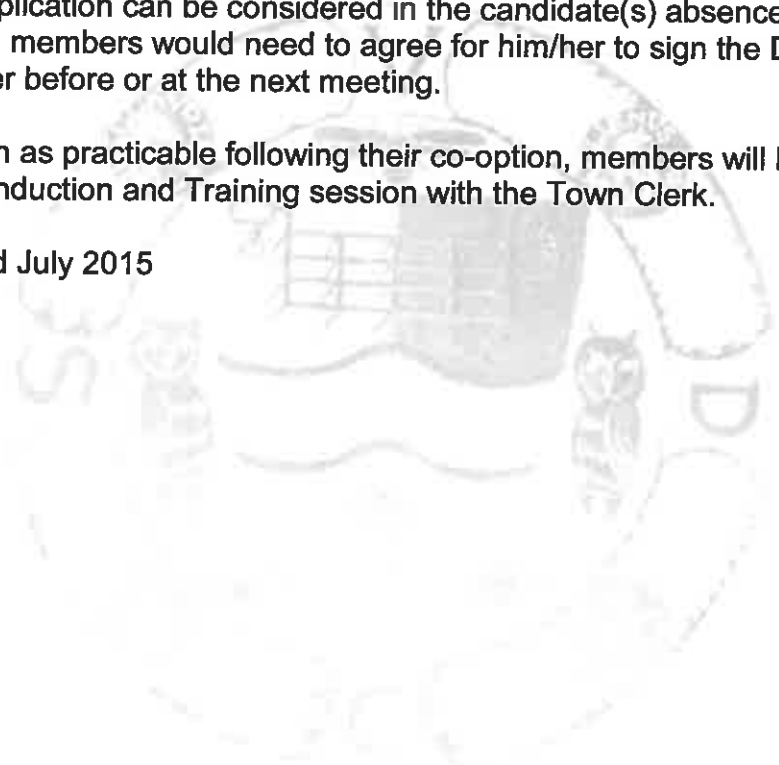 plication can be considered in the candidate(s) absence
members would need to agree for him/her to sign the D
er before or at the next meeting.
n as practicable following their co-option, members will
nduction and Training session with the Town Clerk.
d July 2015
S
D